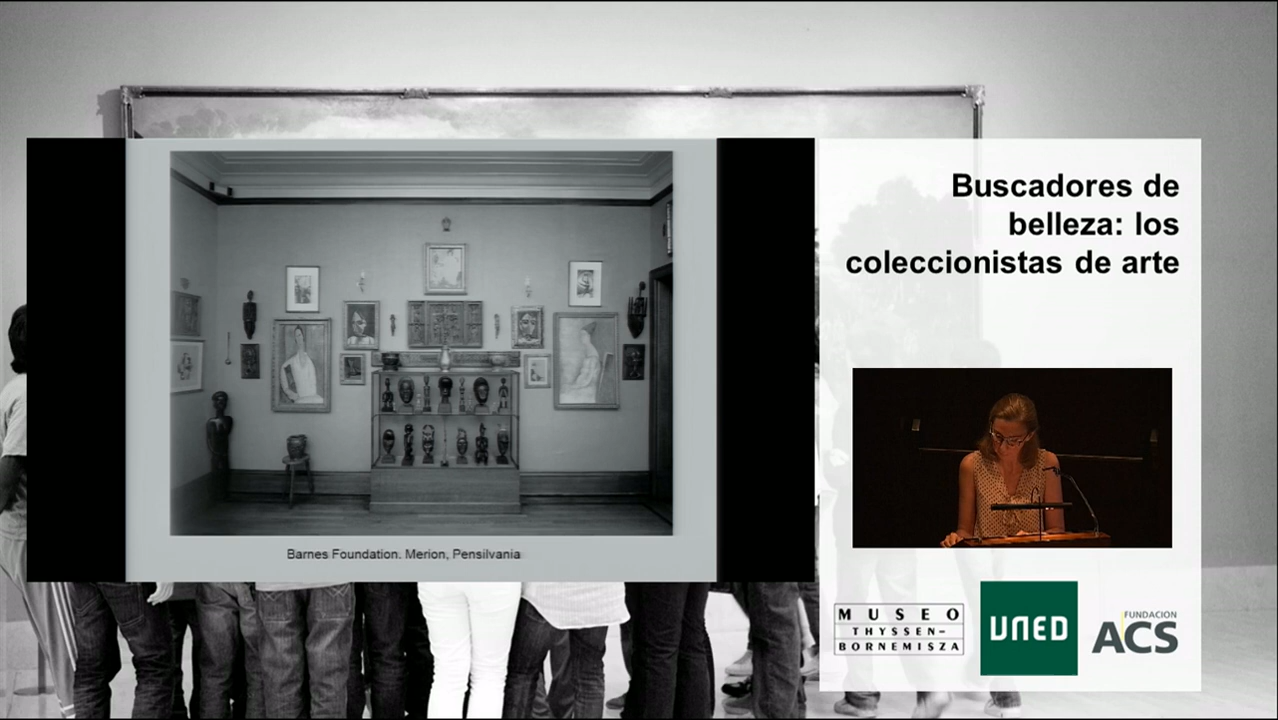 Buscadores de
belleza: los
coleccionistas de arte
Barnes Foundation. Merion, Pensilvania
MUSEO
THYSSEN-
BORNEMISZA
UNED
FUNDACION
ACS